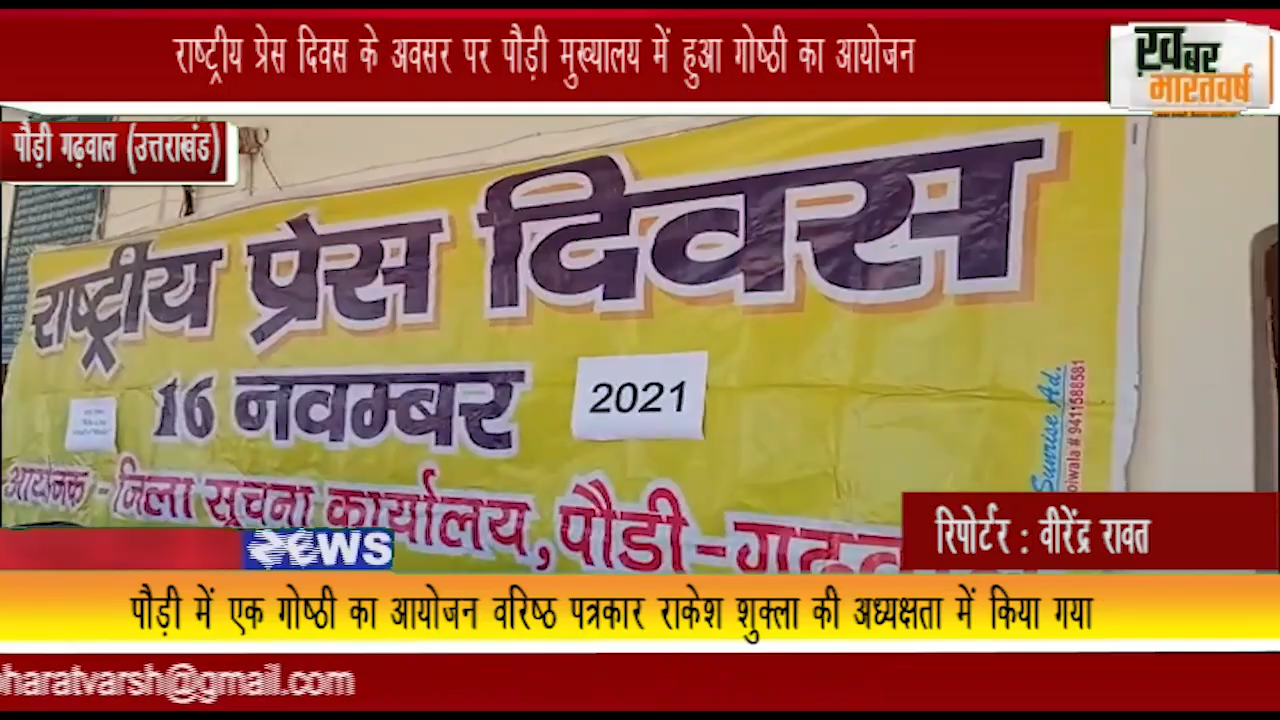 राष्ट्रीय प्रेस दिवस के अवसर पर पौड़ी मुख्यालय में हुआ गोष्ठी का आयोजन
ख़बर
भारतवर्ष
पौड़ी गढ़वाल (उत्तराखंड)
राष्ट्रीय प्रेस दिवस
16 नवम्बर
2021
आयोजक - जिला सूचना कार्यालय, पौडी-गढ़
Sunrise Ad.
oiwala # 9411588581
रिपोर्टर : वीरेंद्र रावत
NEWS
पौड़ी में एक गोष्ठी का आयोजन वरिष्ठ पत्रकार राकेश शुक्ला की अध्यक्षता में किया गया
haratvarsh@gmail.com